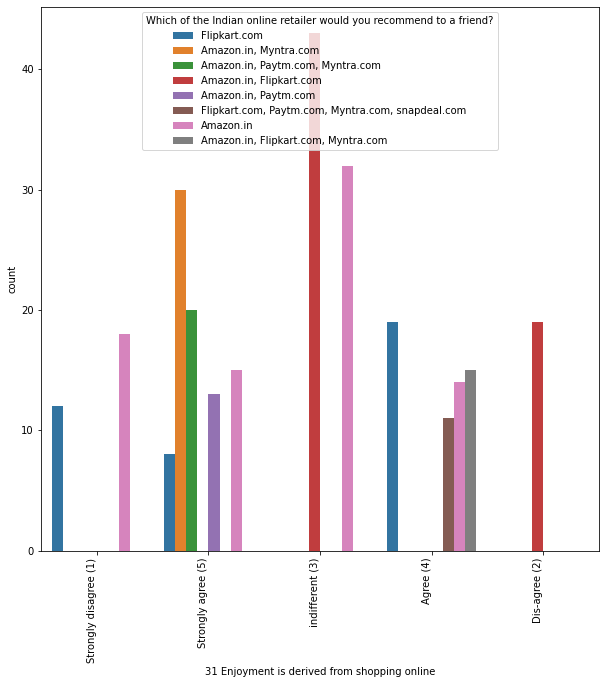 Which of the Indian online retailer would you recommend to a friend?
Flipkart.com
Amazon.in, Myntra.com
Amazon.in, Paytm.com, Myntra.com
Amazon.in, Flipkart.com
Amazon.in, Paytm.com
Flipkart.com, Paytm.com, Myntra.com, snapdeal.com
Amazon.in
Amazon.in, Flipkart.com, Myntra.com
40
30
20
10
0
count
Strongly disagree (1)
Strongly agree (5)
indifferent (3)
Agree (4)
Dis-agree (2)
31 Enjoyment is derived from shopping online